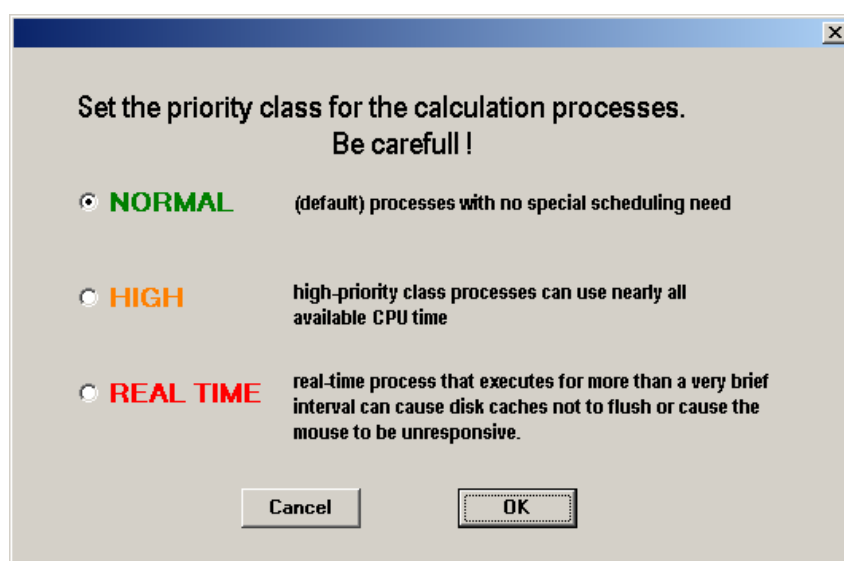 Set the priority class for the calculation processes.
Be carefull !
NORMAL
(default) processes with no special scheduling need
HIGH
high-priority class processes can use nearly all
available CPU time
REAL TIME
real-time process that executes for more than a very brief
interval can cause disk caches not to flush or cause the
mouse to be unresponsive.
Cancel
OK